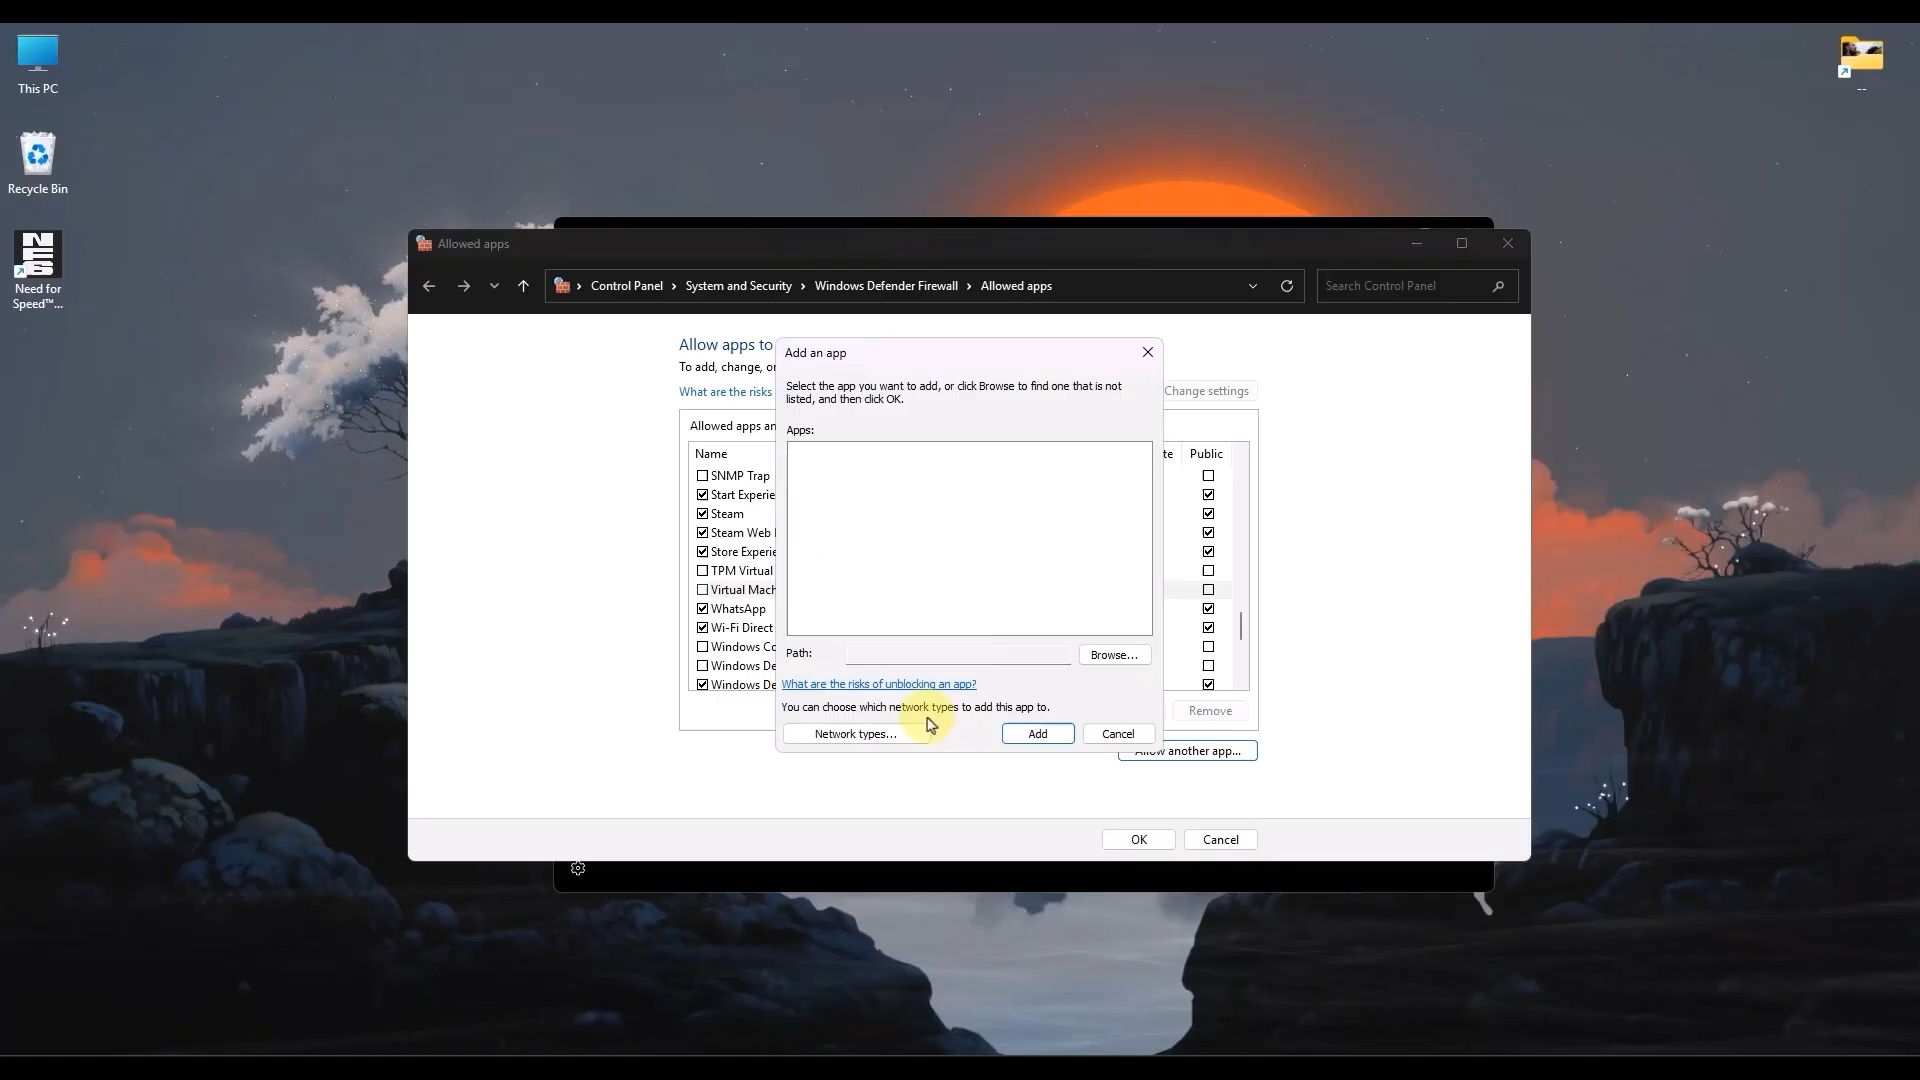 This PC
Recycle Bin
Need for
Speed™...
--
Allowed apps
Control Panel › System and Security › Windows Defender Firewall › Allowed apps
Search Control Panel
Allow apps to
To add, change, or
What are the risks
Change settings
Allowed apps an
Name
te
Public
SNMP Trap
Start Experie
Steam
Steam Web
Store Experie
TPM Virtual
Virtual Mach
WhatsApp
Wi-Fi Direct
Windows Co
Windows De
Windows De
Remove
Allow another app...
OK
Cancel
Add an app
Select the app you want to add, or click Browse to find one that is not
listed, and then click OK.
Apps:
Path:
Browse...
What are the risks of unblocking an app?
You can choose which network types to add this app to.
Network types...
Add
Cancel